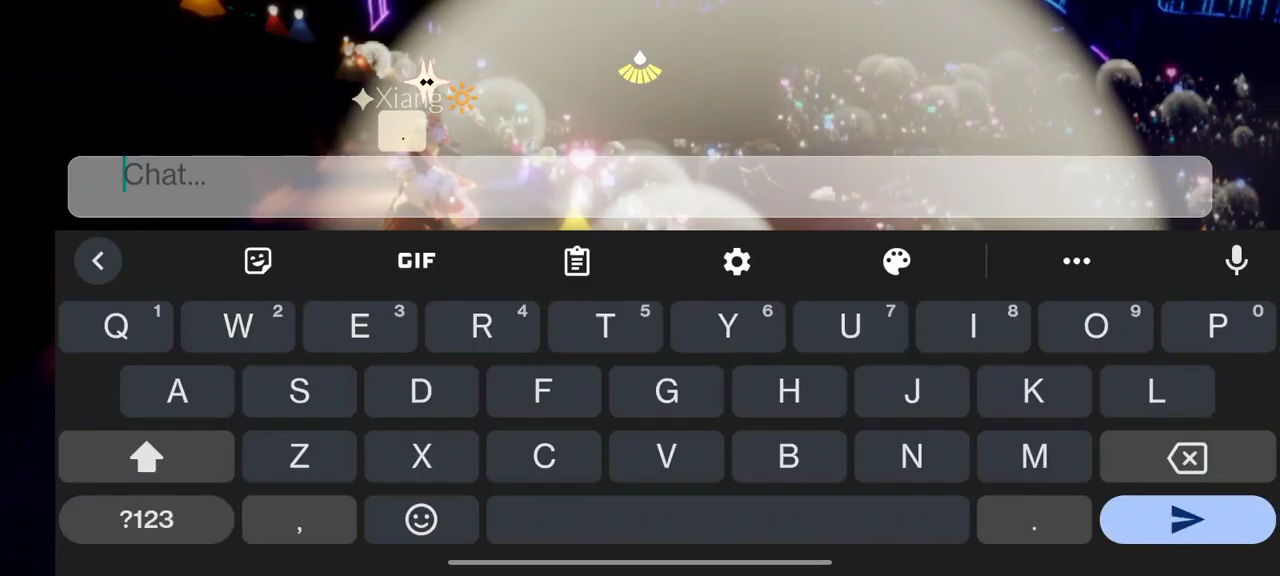 ✦Xiang🔆
.
Chat...
GIF
Q 1 W 2 E 3 R 4 T 5 Y 6 U 7 I 8 O 9 P 0
A S D F G H J K L
Z X C V B N M
?123 , .